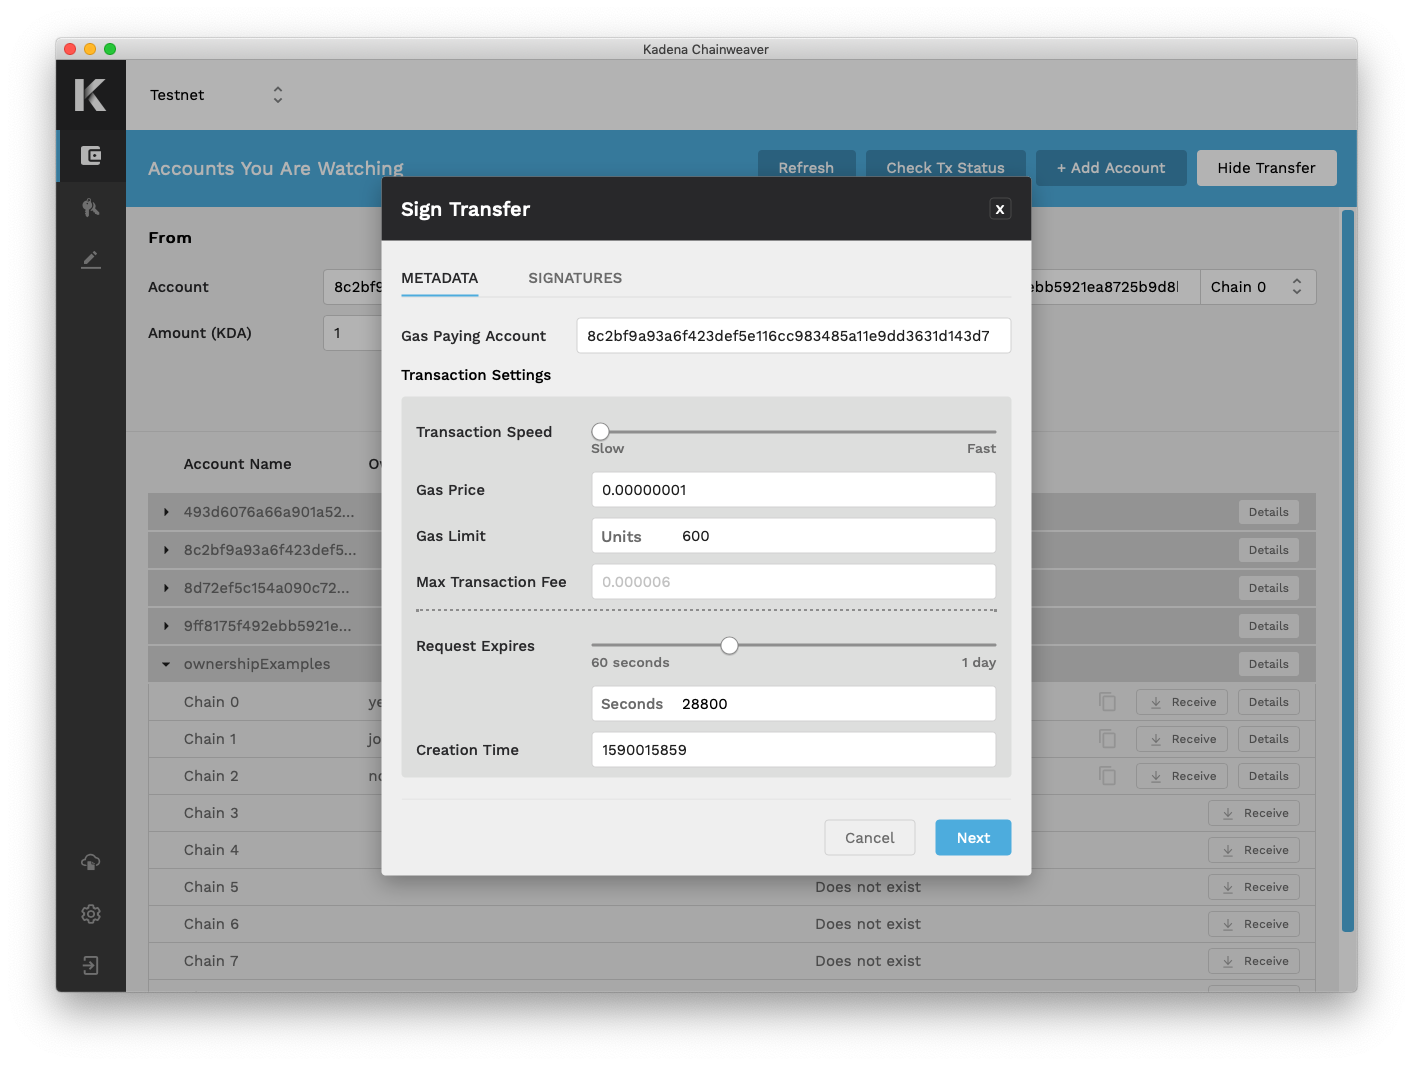 Kadena Chainweaver
K
Testnet
Accounts You Are Watching
Refresh
Check Tx Status
+ Add Account
Hide Transfer
From
Account
8c2bf9
ebb5921ea8725b9d8
Chain 0
Amount (KDA)
1
Sign Transfer
x
METADATA
SIGNATURES
Gas Paying Account
8c2bf9a93a6f423def5e116cc983485a11e9dd3631d143d7
Transaction Settings
Transaction Speed
Slow
Fast
Gas Price
0.00000001
Gas Limit
Units 600
Max Transaction Fee
0.000006
Request Expires
60 seconds
1 day
Seconds 28800
Creation Time
1590015859
Cancel
Next
Account Name
493d6076a66a901a52...
Details
8c2bf9a93a6f423def5...
Details
8d72ef5c154a090c72...
Details
9ff8175f492ebb5921e...
Details
ownershipExamples
Details
Chain 0
ye
Receive
Details
Chain 1
jo
Receive
Details
Chain 2
no
Receive
Details
Chain 3
Receive
Chain 4
Receive
Chain 5
Does not exist
Receive
Chain 6
Does not exist
Receive
Chain 7
Does not exist
Receive